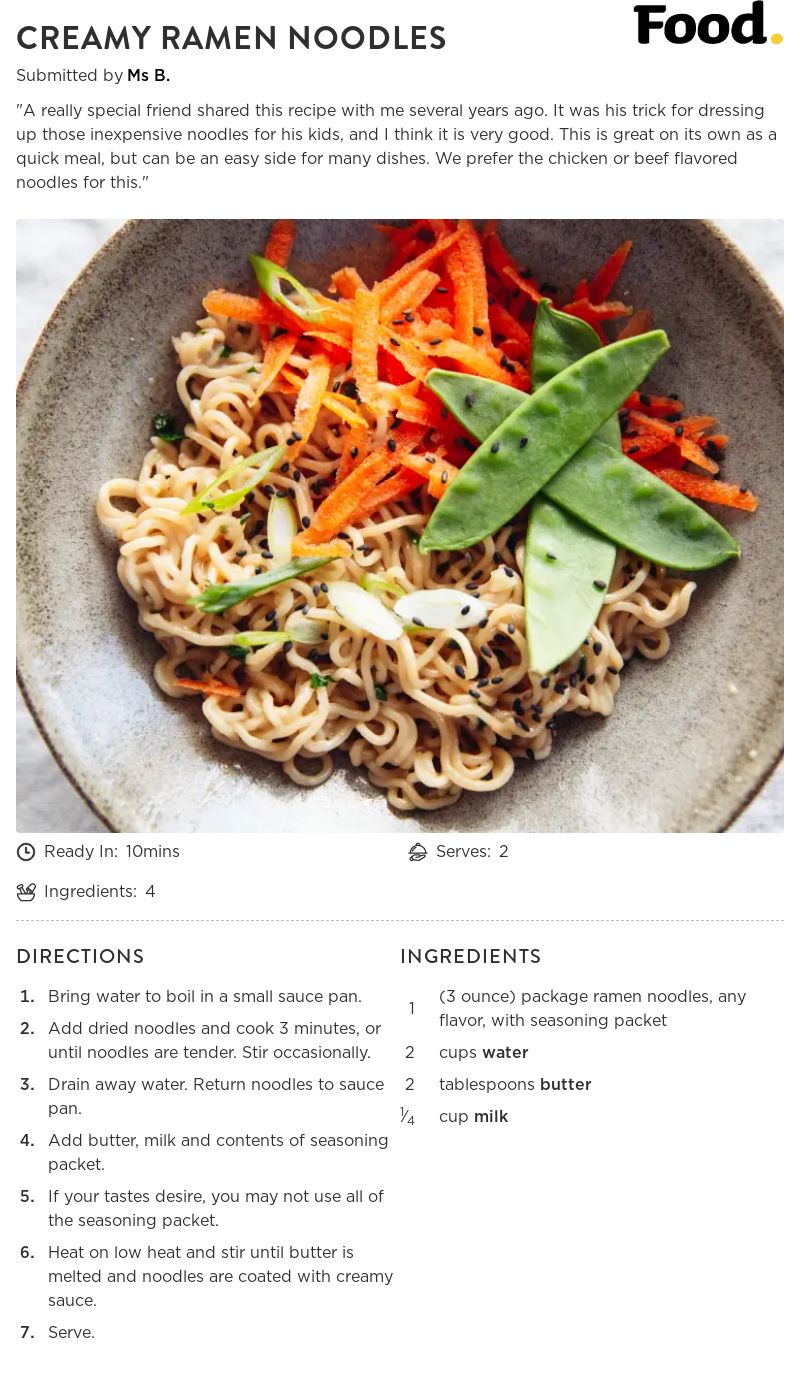 CREAMY RAMEN NOODLES
Food.
Submitted by Ms B.
"A really special friend shared this recipe with me several years ago. It was his trick for dressing
up those inexpensive noodles for his kids, and I think it is very good. This is great on its own as a
quick meal, but can be an easy side for many dishes. We prefer the chicken or beef flavored
noodles for this."
Ready In: 10mins
Serves: 2
Ingredients: 4
DIRECTIONS
1. Bring water to boil in a small sauce pan.
2. Add dried noodles and cook 3 minutes, or
until noodles are tender. Stir occasionally.
3. Drain away water. Return noodles to sauce
pan.
4. Add butter, milk and contents of seasoning
packet.
5. If your tastes desire, you may not use all of
the seasoning packet.
6. Heat on low heat and stir until butter is
melted and noodles are coated with creamy
sauce.
7. Serve.
INGREDIENTS
1 (3 ounce) package ramen noodles, any
flavor, with seasoning packet
2 cups water
2 tablespoons butter
1⁄4 cup milk